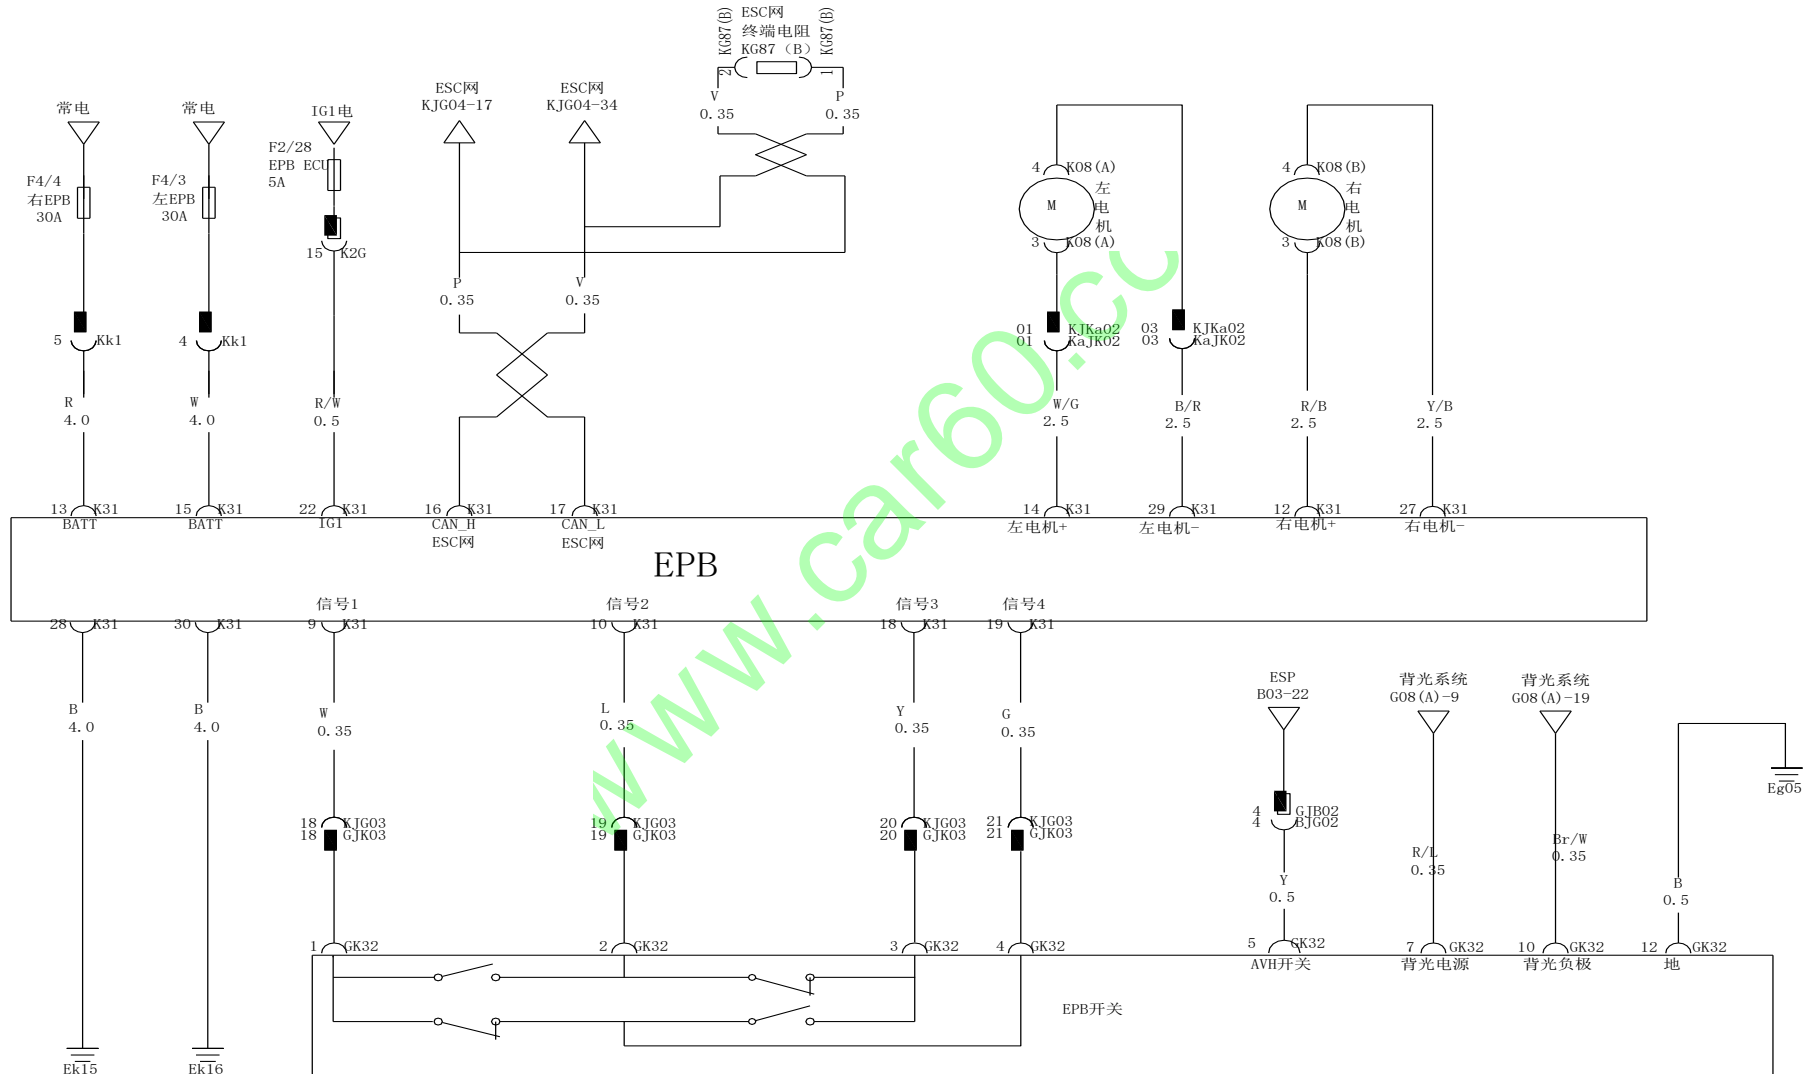 KG87(B)
ESC网
终端电阻
KG87（B）
KG87(B)
2
1
V
0.35
P
0.35
常电
常电
IG1电
ESC网
KJG04-17
ESC网
KJG04-34
F4/4
右EPB
30A
F4/3
左EPB
30A
F2/28
EPB ECU
5A
15 K2G
4 K08(A)
左
电
机
M
3 K08(A)
4 K08(B)
右
电
机
M
3 K08(B)
P
0.35
V
0.35
5 Kk1
4 Kk1
01 KJKa02
01 KaJK02
03 KJKa02
03 KaJK02
R
4.0
W
4.0
R/W
0.5
W/G
2.5
B/R
2.5
R/B
2.5
Y/B
2.5
13 K31
BATT
15 K31
BATT
22 K31
IG1
16 K31
CAN_H
ESC网
17 K31
CAN_L
ESC网
14 K31
左电机+
29 K31
左电机-
12 K31
右电机+
27 K31
右电机-
EPB
www.car60.co
信号1
信号2
信号3
信号4
28 K31
30 K31
9 K31
10 K31
18 K31
19 K31
B
4.0
B
4.0
W
0.35
L
0.35
Y
0.35
G
0.35
ESP
B03-22
背光系统
G08(A)-9
背光系统
G08(A)-19
Eg05
18 KJG03
18 GJK03
19 KJG03
19 GJK03
20 KJG03
20 GJK03
21 KJG03
21 GJK03
4 GJB02
4 BJG02
Y
0.5
R/L
0.35
Br/W
0.35
B
0.5
1 GK32
2 GK32
3 GK32
4 GK32
5 GK32
AVH开关
7 GK32
背光电源
10 GK32
背光负极
12 GK32
地
EPB开关
Ek15
Ek16